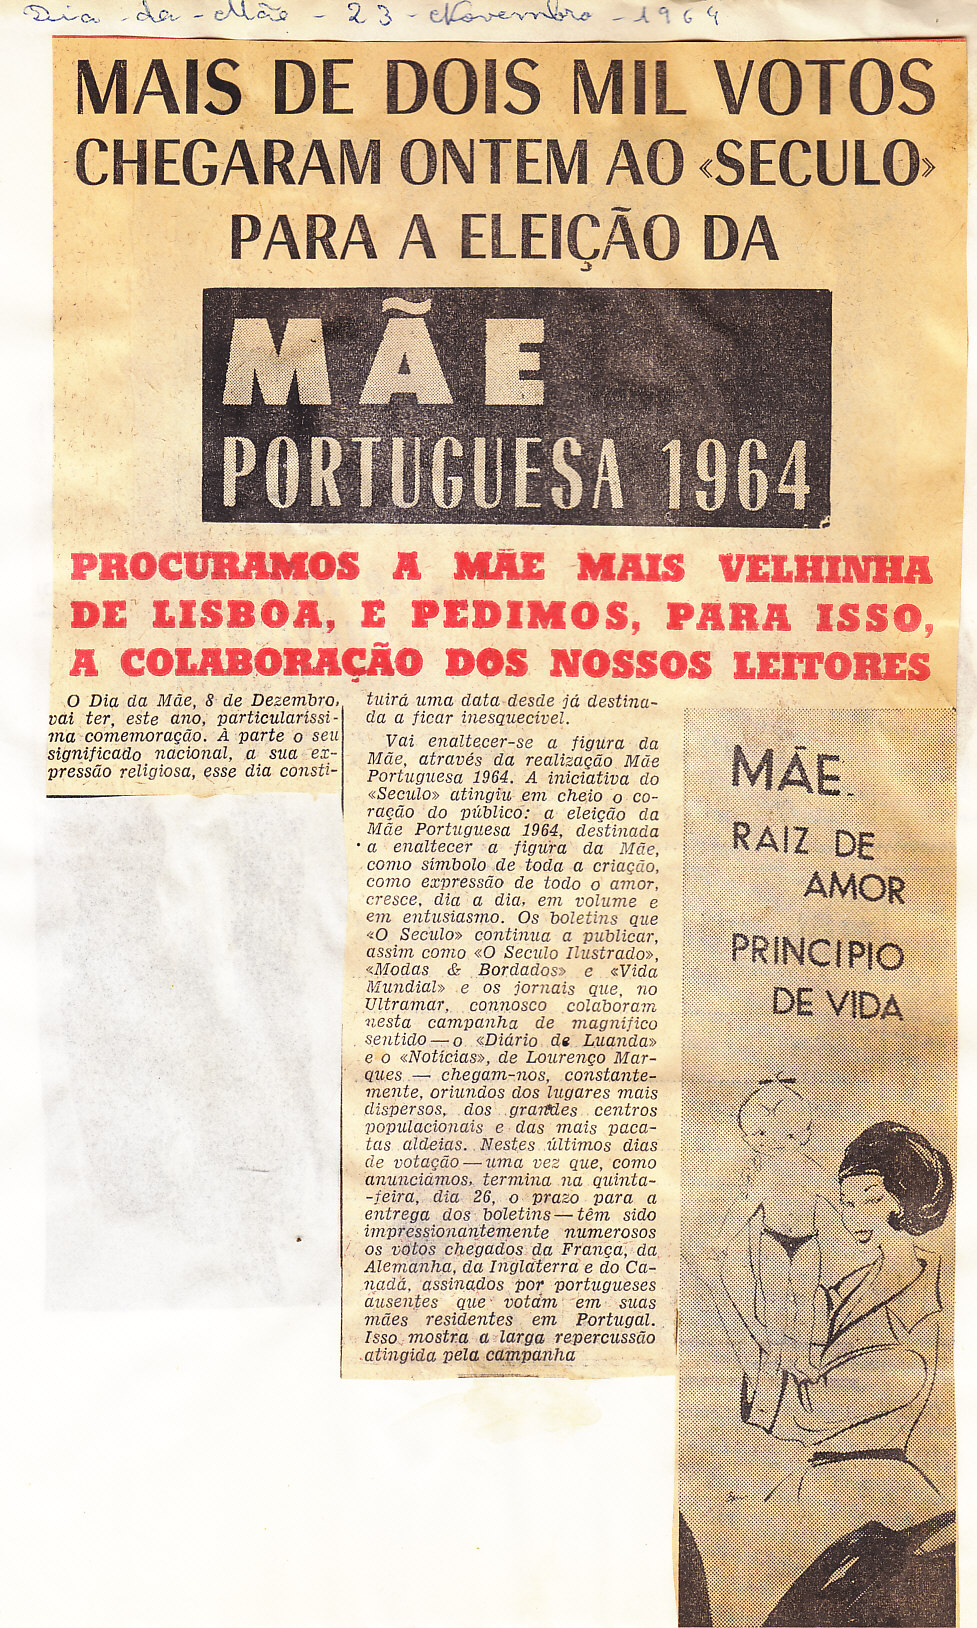 Dia - da - Mãe - 23 - Novembro - 1964
MAIS DE DOIS MIL VOTOS
CHEGARAM ONTEM AO «SECULO»
PARA A ELEIÇÃO DA
MÃE
PORTUGUESA 1964
PROCURAMOS A MÃE MAIS VELHINHA
DE LISBOA, E PEDIMOS, PARA ISSO,
A COLABORAÇÃO DOS NOSSOS LEITORES
O Dia da Mãe, 8 de Dezembro,
vai ter, este ano, particularissi-
ma comemoração. À parte o seu
significado nacional, a sua ex-
pressão religiosa, esse dia consti-
tuirá uma data desde já destina-
da a ficar inesquecivel.
Vai enaltecer-se a figura da
Mãe, através da realização Mãe
Portuguesa 1964. A iniciativa do
«Seculo» atingiu em cheio o co-
ração do público: a eleição da
Mãe Portuguesa 1964, destinada
a enaltecer a figura da Mãe,
como símbolo de toda a criação,
como expressão de todo o amor,
cresce, dia a dia, em volume e
em entusiasmo. Os boletins que
«O Seculo» continua a publicar,
assim como «O Seculo Ilustrado»,
«Modas & Bordados» e «Vida
Mundial» e os jornais que, no
Ultramar, connosco colaboram
nesta campanha de magnífico
sentido — o «Diário de Luanda»
e o «Notícias», de Lourenço Mar-
ques — chegam-nos, constante-
mente, oriundos dos lugares mais
dispersos, dos grandes centros
populacionais e das mais paca-
tas aldeias. Nestes últimos dias
de votação — uma vez que, como
anunciámos, termina na quinta-
-feira, dia 26, o prazo para a
entrega dos boletins — têm sido
impressionantemente numerosos
os votos chegados da França, da
Alemanha, da Inglaterra e do Ca-
nadá, assinados por portugueses
ausentes que votam em suas
mães residentes em Portugal.
Isso mostra a larga repercussão
atingida pela campanha
MÃE
RAIZ DE
AMOR
PRINCIPIO
DE VIDA